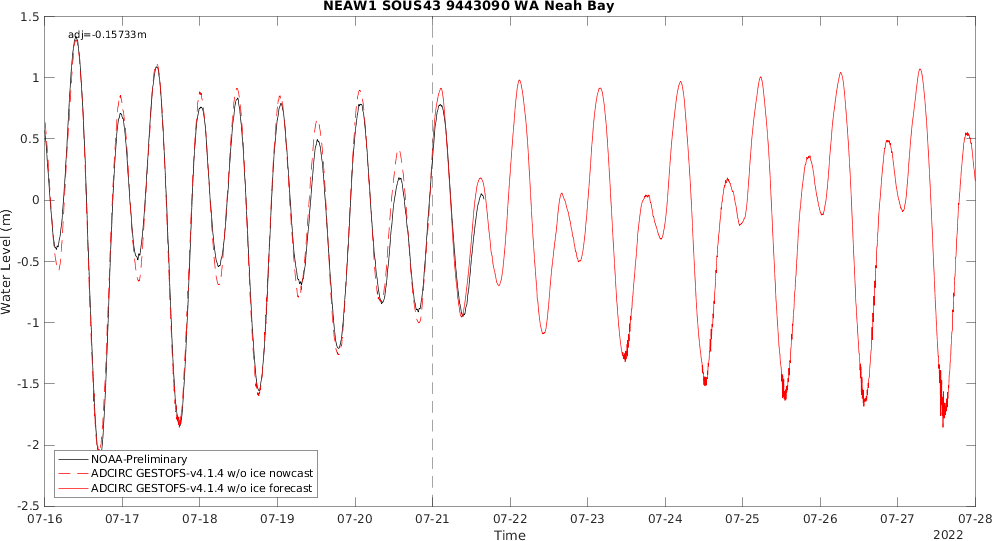 NEAW1 SOUS43 9443090 WA Neah Bay
adj=-0.15733m
1.5
1
0.5
0
-0.5
-1
-1.5
-2
-2.5
Water Level (m)
NOAA-Preliminary
ADCIRC GESTOFS-v4.1.4 w/o ice nowcast
ADCIRC GESTOFS-v4.1.4 w/o ice forecast
07-16 07-17 07-18 07-19 07-20 07-21 07-22 07-23 07-24 07-25 07-26 07-27 07-28
Time
2022